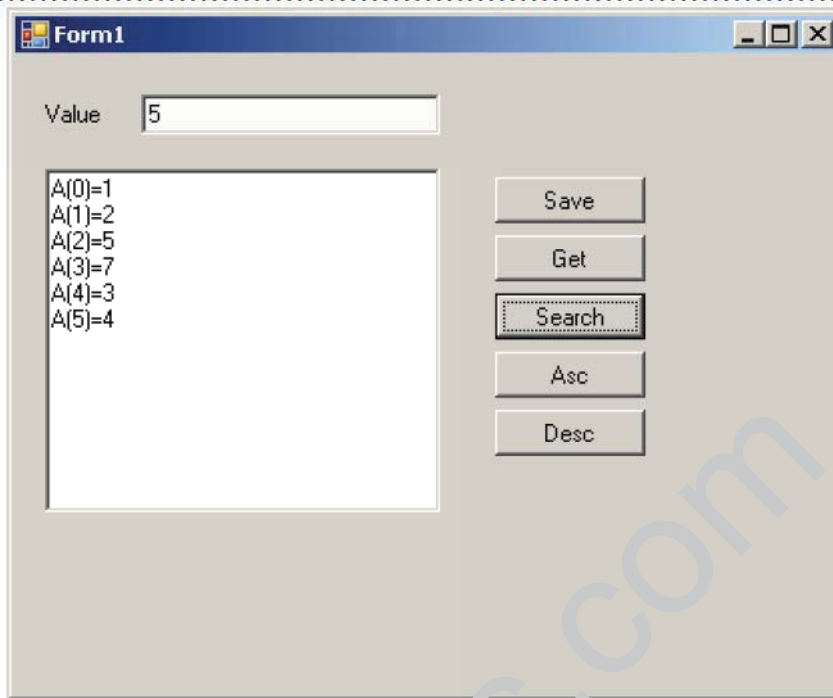 Form1
Value 5
A(0)=1
A(1)=2
A(2)=5
A(3)=7
A(4)=3
A(5)=4
Save
Get
Search
Asc
Desc
com